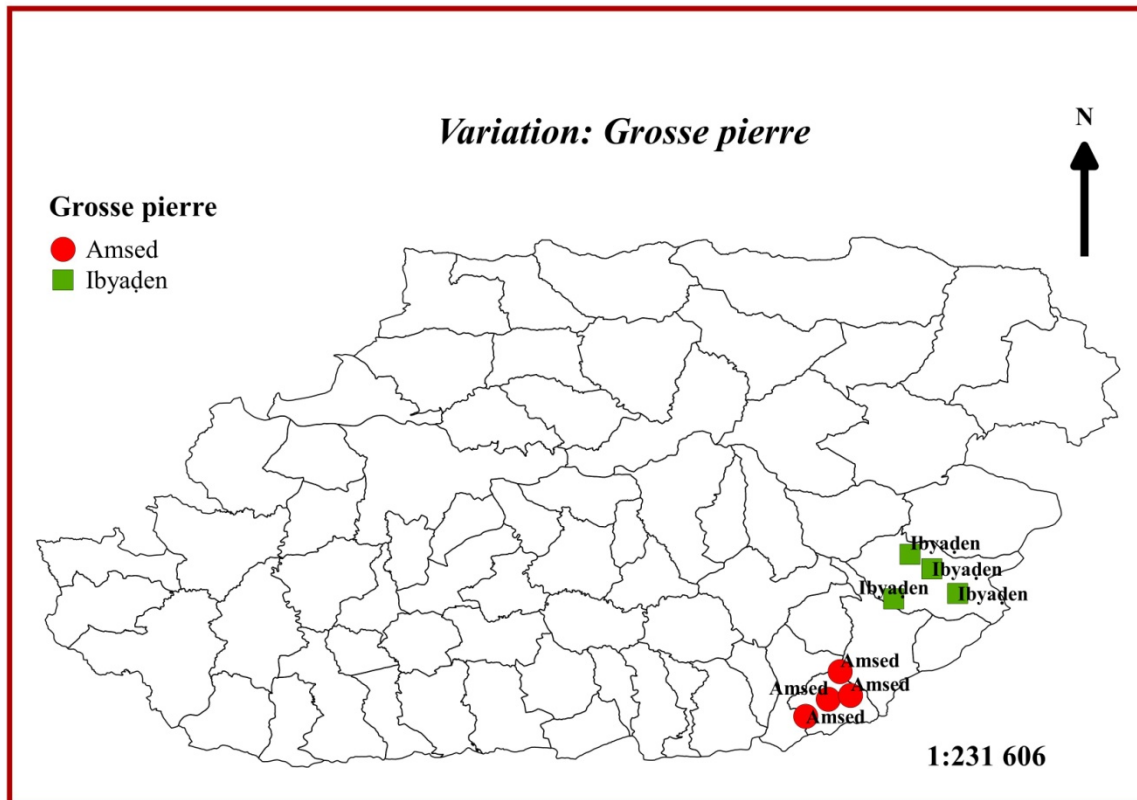 Variation: Grosse pierre
N
Grosse pierre
Amsed
Ibyaḍen
Ibyaḍen
Ibyaḍen
Ibyaḍen
Ibyaḍen
Amsed
Amsed
Amsed
Amsed
1:231 606